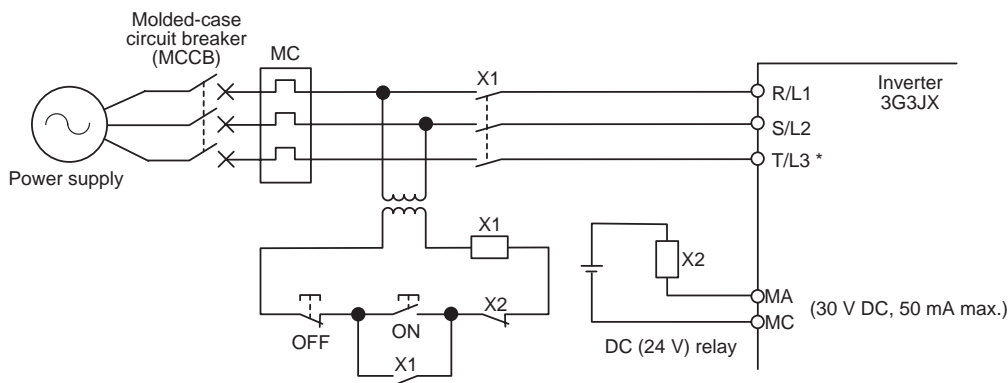 Molded-case
circuit breaker
(MCCB)
MC
X1
Inverter
3G3JX
R/L1
S/L2
T/L3 *
Power supply
X1
X2
X2
MA
(30 V DC, 50 mA max.)
MC
OFF
ON
DC (24 V) relay
X1